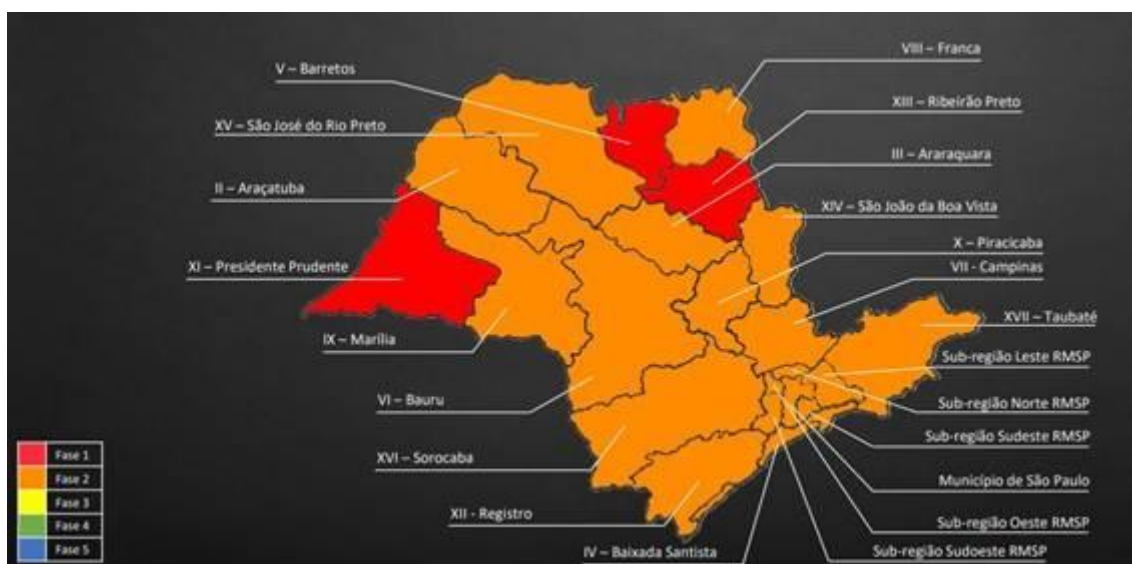 VIII – Franca
V – Barretos
XIII – Ribeirão Preto
XV – São José do Rio Preto
III – Araraquara
II – Araçatuba
XIV – São João da Boa Vista
X – Piracicaba
XI – Presidente Prudente
VII - Campinas
XVII – Taubaté
IX – Marília
Sub-região Leste RMSP
VI – Bauru
Sub-região Norte RMSP
Sub-região Sudeste RMSP
XVI – Sorocaba
Município de São Paulo
XII - Registro
Sub-região Oeste RMSP
IV – Baixada Santista
Sub-região Sudoeste RMSP
Fase 1
Fase 2
Fase 3
Fase 4
Fase 5